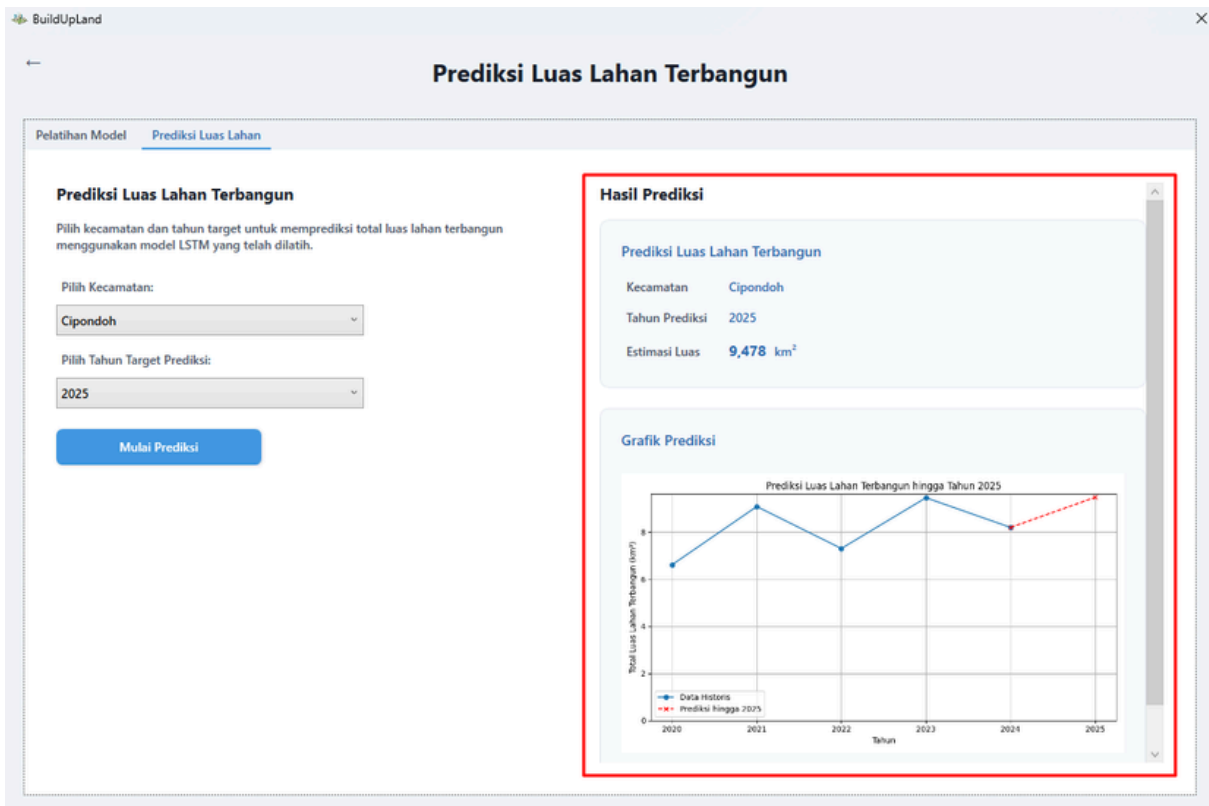 BuildUpLand
Prediksi Luas Lahan Terbangun
Pelatihan Model
Prediksi Luas Lahan
Prediksi Luas Lahan Terbangun
Pilih kecamatan dan tahun target untuk memprediksi total luas lahan terbangun
menggunakan model LSTM yang telah dilatih.
Pilih Kecamatan:
Cipondoh
Pilih Tahun Target Prediksi:
2025
Mulai Prediksi
Hasil Prediksi
Prediksi Luas Lahan Terbangun
Kecamatan Cipondoh
Tahun Prediksi 2025
Estimasi Luas 9,478 km²
Grafik Prediksi
Prediksi Luas Lahan Terbangun hingga Tahun 2025
Total Luas Lahan Terbangun (km²)
8
6
4
2
0
Data Historis
Prediksi hingga 2025
2020 2021 2022 2023 2024 2025
Tahun